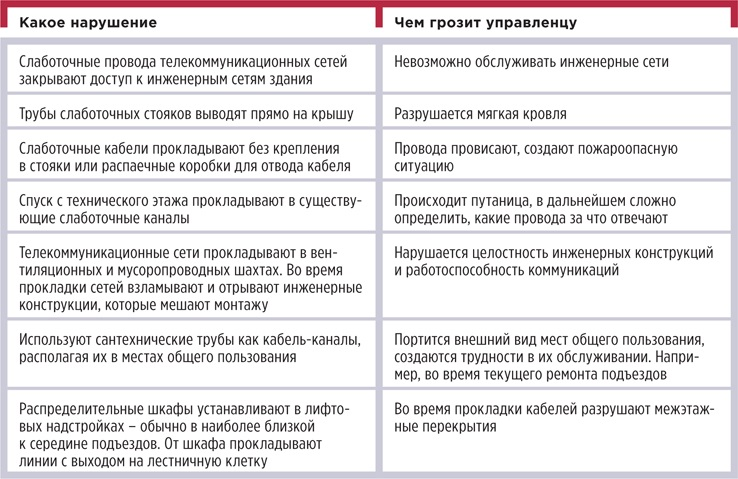 Какое нарушение
Чем грозит управленцу
Слаботочные провода телекоммуникационных сетей
закрывают доступ к инженерным сетям здания
Невозможно обслуживать инженерные сети
Трубы слаботочных стояков выводят прямо на крышу
Разрушается мягкая кровля
Слаботочные кабели прокладывают без крепления
в стояки или распаечные коробки для отвода кабеля
Провода провисают, создают пожароопасную
ситуацию
Спуск с технического этажа прокладывают в существу-
ющие слаботочные каналы
Происходит путаница, в дальнейшем сложно
определить, какие провода за что отвечают
Телекоммуникационные сети прокладывают в вен-
тиляционных и мусоропроводных шахтах. Во время
прокладки сетей взламывают и отрывают инженерные
конструкции, которые мешают монтажу
Нарушается целостность инженерных конструкций
и работоспособность коммуникаций
Используют сантехнические трубы как кабель-каналы,
располагая их в местах общего пользования
Портится внешний вид мест общего пользования,
создаются трудности в их обслуживании. Напри-
мер, во время текущего ремонта подъездов
Распределительные шкафы устанавливают в лифто-
вых надстройках – обычно в наиболее близкой
к середине подъездов. От шкафа прокладывают
линии с выходом на лестничную клетку
Во время прокладки кабелей разрушают межэтаж-
ные перекрытия